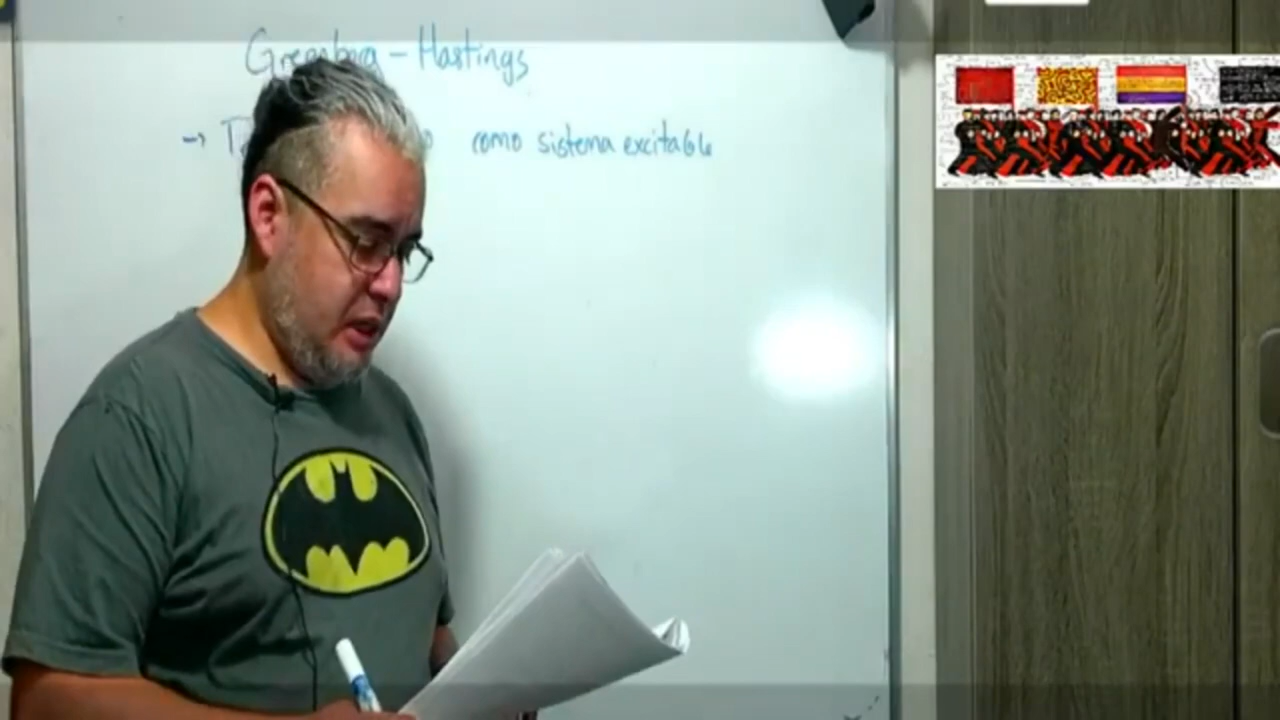 Greenberg – Hastings
→ como sistema excitable